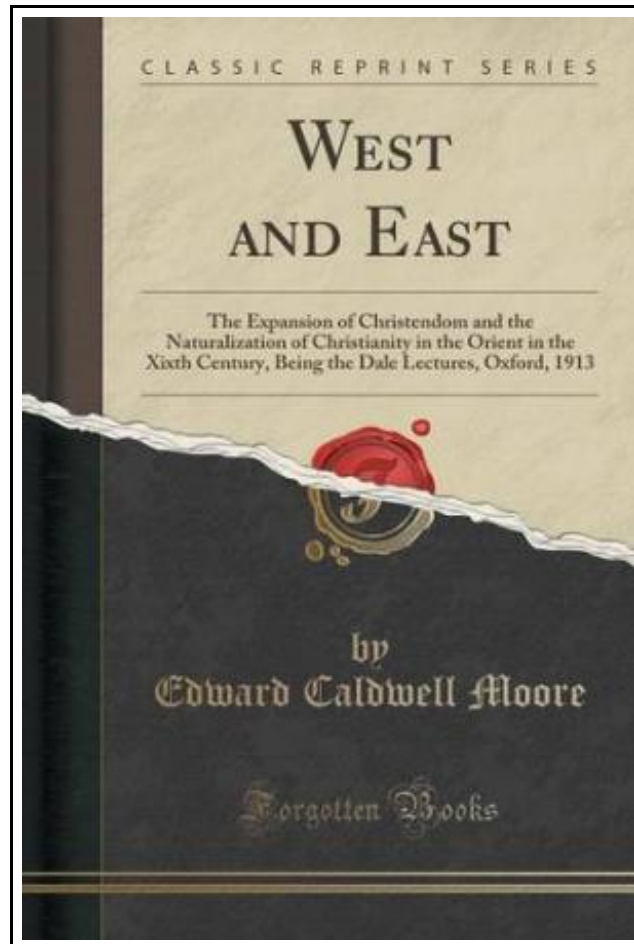 CLASSIC REPRINT SERIES
WEST
AND EAST
The Expansion of Christendom and the
Naturalization of Christianity in the Orient in the
Xixth Century, Being the Dale Lectures, Oxford, 1913
F
by
Edward Caldwell Moore
Forgotten Books